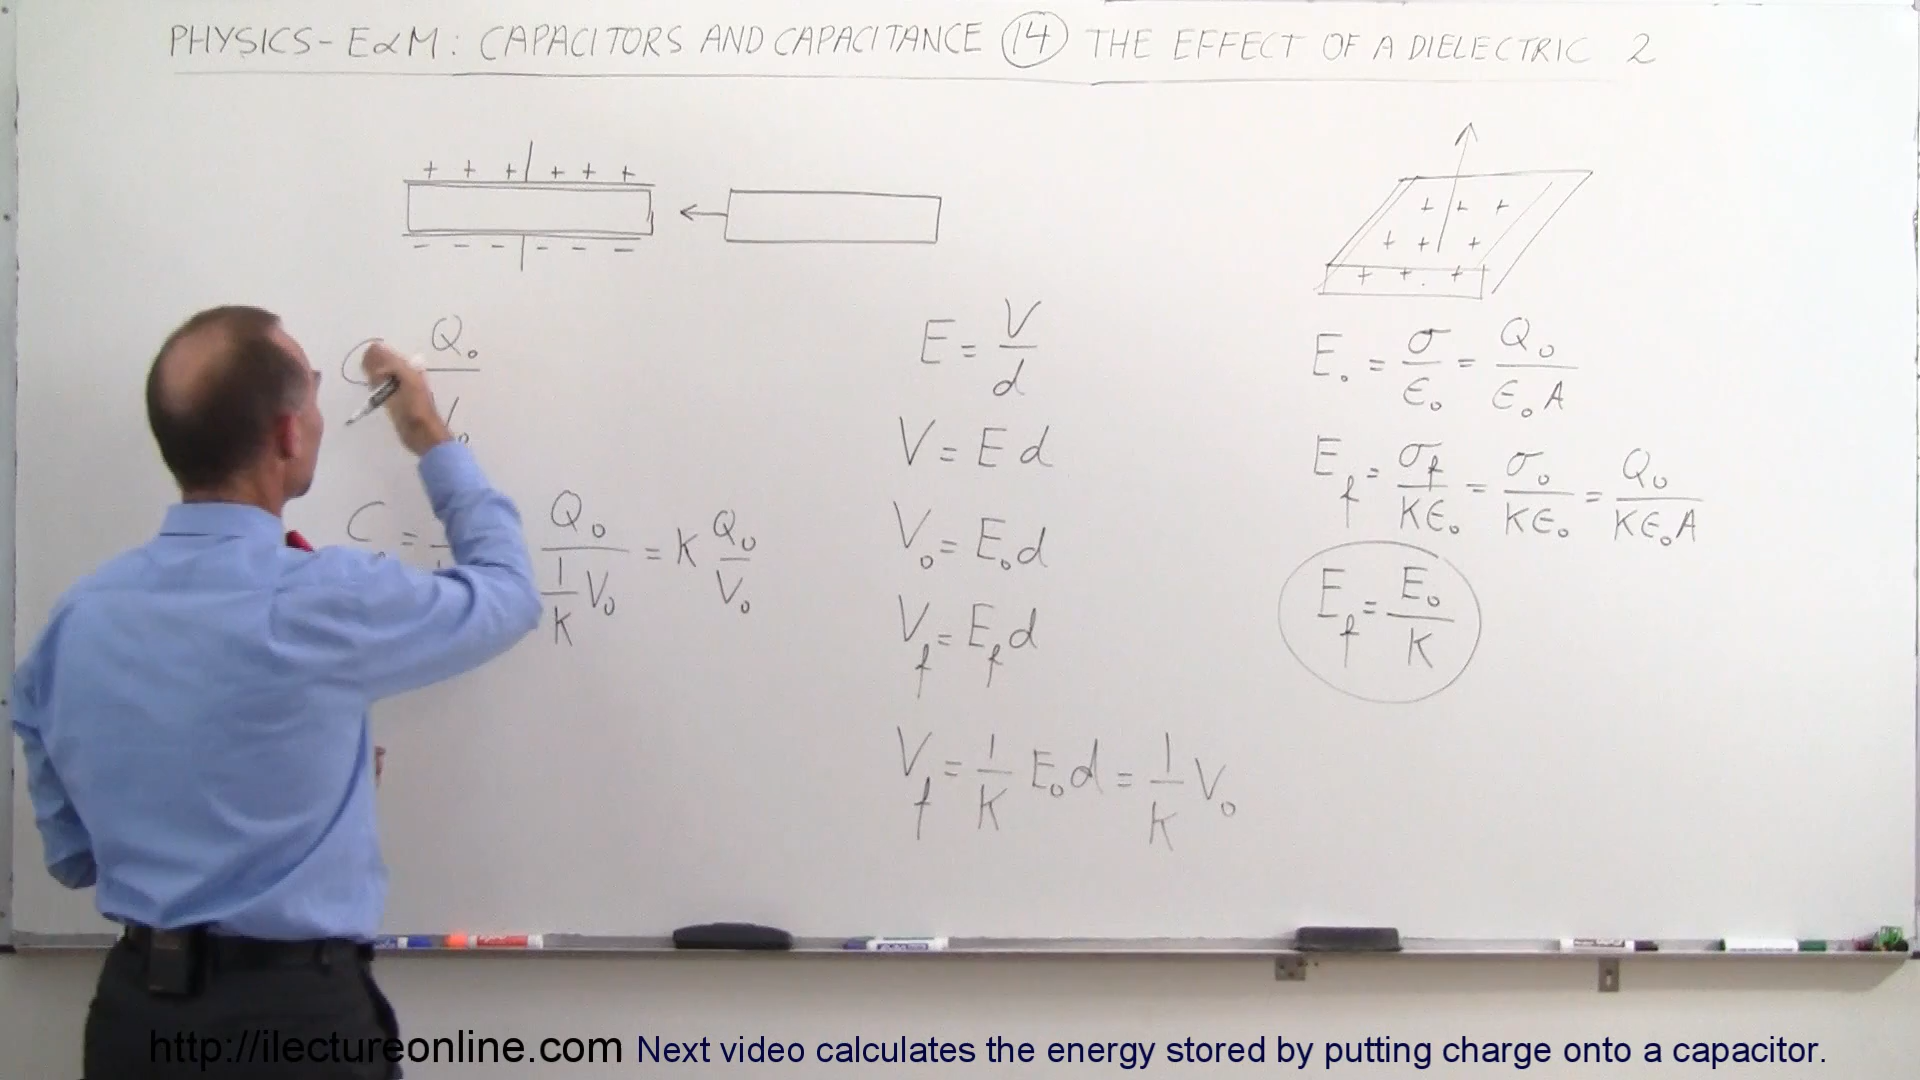 PHYSICS - E&M: CAPACITORS AND CAPACITANCE (14) THE EFFECT OF A DIELECTRIC 2
+ + + + + +
- - - - - -
+ + +
+ + +
+ + +
C Q₀ / V₀
C = Q₀ / (1/K V₀) = K Q₀/V₀
E = V/d
V = E d
V₀ = E₀d
V_f = E_f d
V_f = 1/K E₀d = 1/K V₀
E₀ = σ/ε₀ = Q₀/ε₀A
E_f = σ_f/Kε₀ = σ₀/Kε₀ = Q₀/Kε₀A
E_f = E₀/K
http://ilectureonline.com Next video calculates the energy stored by putting charge onto a capacitor.